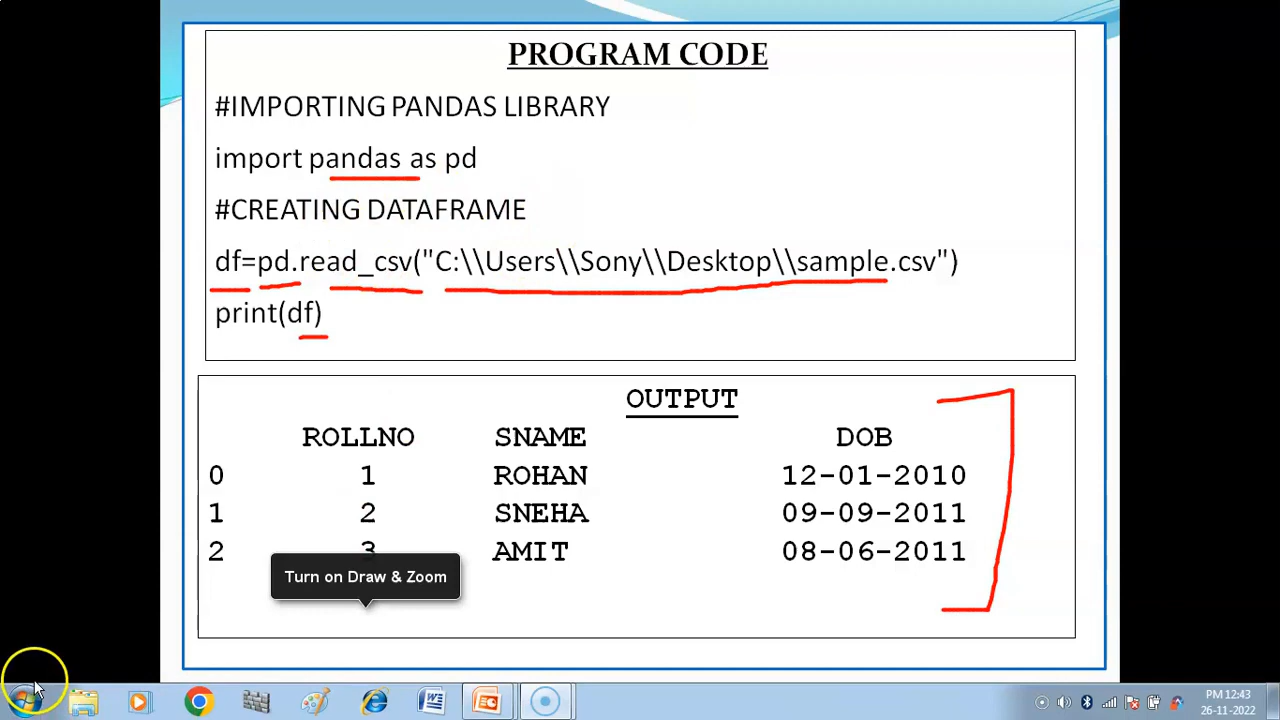 PROGRAM CODE
#IMPORTING PANDAS LIBRARY
import pandas as pd
#CREATING DATAFRAME
df=pd.read_csv("C:\\Users\\Sony\\Desktop\\sample.csv")
print(df)
OUTPUT
ROLLNO SNAME DOB
0 1 ROHAN 12-01-2010
1 2 SNEHA 09-09-2011
2 3 AMIT 08-06-2011
Turn on Draw & Zoom
PM 12:43
26-11-2022